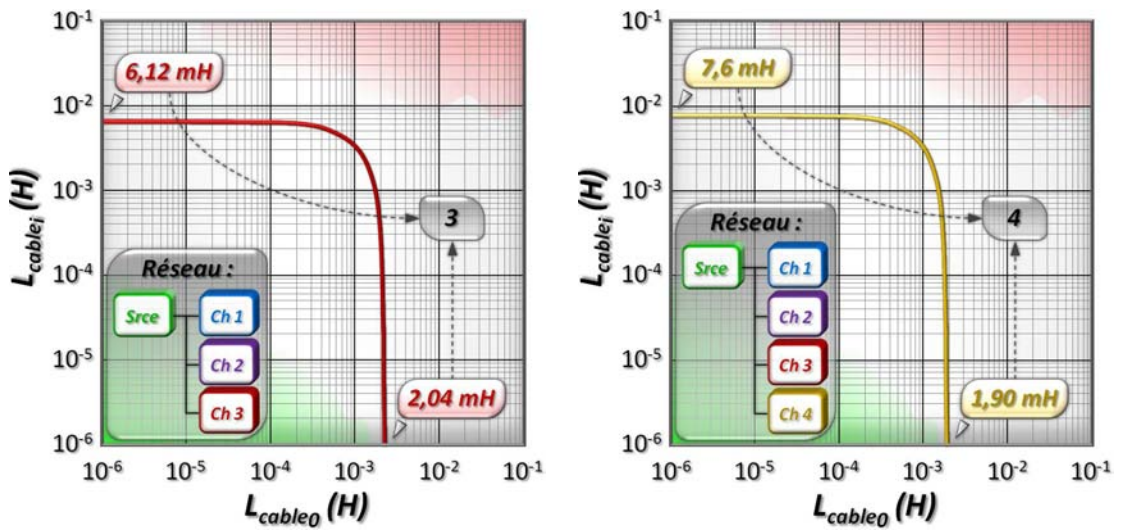 10⁻¹
6,12 mH
10⁻²
10⁻³
3
L_cable_i (H)
10⁻⁴
Réseau :
Srce
Ch 1
Ch 2
Ch 3
10⁻⁵
2,04 mH
10⁻⁶
10⁻⁶ 10⁻⁵ 10⁻⁴ 10⁻³ 10⁻² 10⁻¹
L_cable0 (H)
10⁻¹
7,6 mH
10⁻²
10⁻³
4
L_cable_i (H)
Réseau :
Srce
Ch 1
Ch 2
Ch 3
Ch 4
10⁻⁴
10⁻⁵
1,90 mH
10⁻⁶
10⁻⁶ 10⁻⁵ 10⁻⁴ 10⁻³ 10⁻² 10⁻¹
L_cable0 (H)